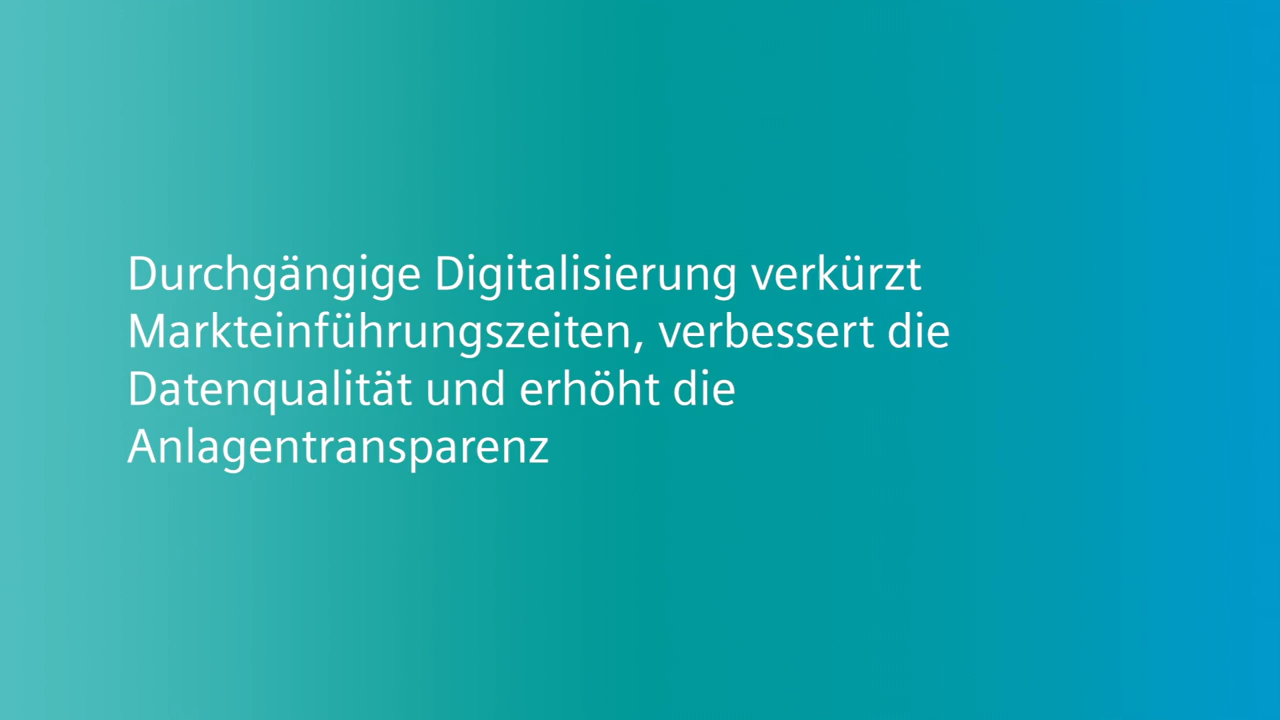 Durchgängige Digitalisierung verkürzt
Markteinführungszeiten, verbessert die
Datenqualität und erhöht die
Anlagentransparenz